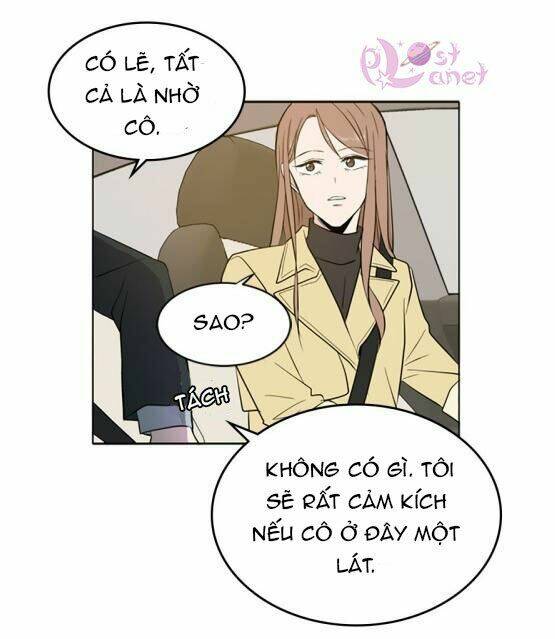 Lost
Planet
CÓ LẼ, TẤT
CẢ LÀ NHỜ
CÔ.
SAO?
TÁCH
KHÔNG CÓ GÌ. TÔI
SẼ RẤT CẢM KÍCH
NẾU CÔ Ở ĐÂY MỘT
LÁT.